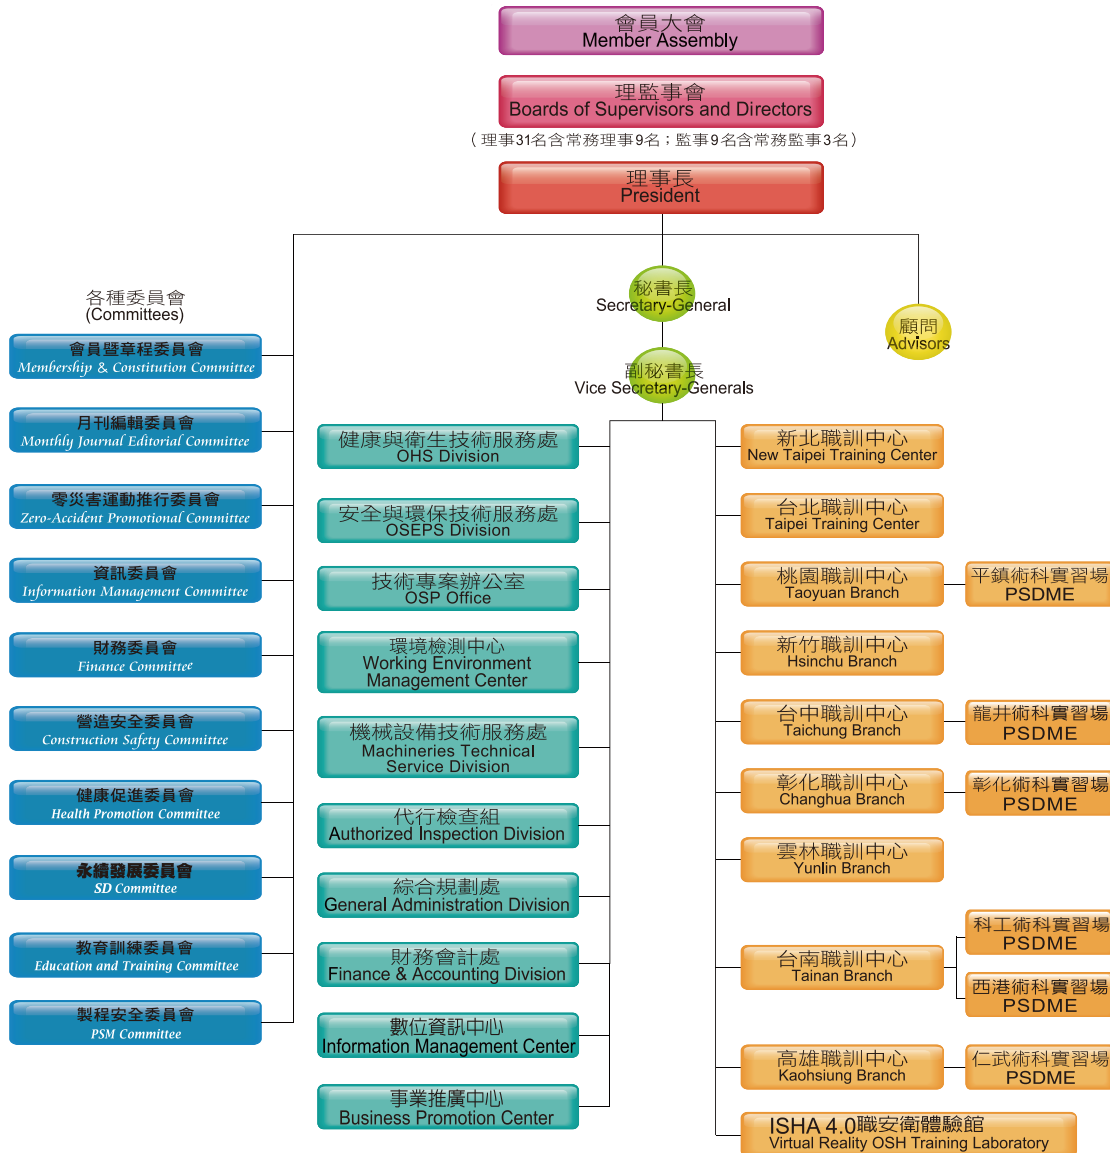 會員大會
Member Assembly
理監事會
Boards of Supervisors and Directors
（理事31名含常務理事9名；監事9名含常務監事3名）
理事長
President
秘書長
Secretary-General
副秘書長
Vice Secretary-Generals
顧問
Advisors
各種委員會
(Committees)
會員暨章程委員會
Membership & Constitution Committee
月刊編輯委員會
Monthly Journal Editorial Committee
零災害運動推行委員會
Zero-Accident Promotional Committee
資訊委員會
Information Management Committee
財務委員會
Finance Committee
營造安全委員會
Construction Safety Committee
健康促進委員會
Health Promotion Committee
永續發展委員會
SD Committee
教育訓練委員會
Education and Training Committee
製程安全委員會
PSM Committee
健康與衛生技術服務處
OHS Division
安全與環保技術服務處
OSEPS Division
技術專案辦公室
OSP Office
環境檢測中心
Working Environment
Management Center
機械設備技術服務處
Machineries Technical
Service Division
代行檢查組
Authorized Inspection Division
綜合規劃處
General Administration Division
財務會計處
Finance & Accounting Division
數位資訊中心
Information Management Center
事業推廣中心
Business Promotion Center
新北職訓中心
New Taipei Training Center
台北職訓中心
Taipei Training Center
桃園職訓中心
Taoyuan Branch
平鎮術科實習場
PSDME
新竹職訓中心
Hsinchu Branch
台中職訓中心
Taichung Branch
龍井術科實習場
PSDME
彰化職訓中心
Changhua Branch
彰化術科實習場
PSDME
雲林職訓中心
Yunlin Branch
台南職訓中心
Tainan Branch
科工術科實習場
PSDME
西港術科實習場
PSDME
高雄職訓中心
Kaohsiung Branch
仁武術科實習場
PSDME
ISHA 4.0職安衛體驗館
Virtual Reality OSH Training Laboratory